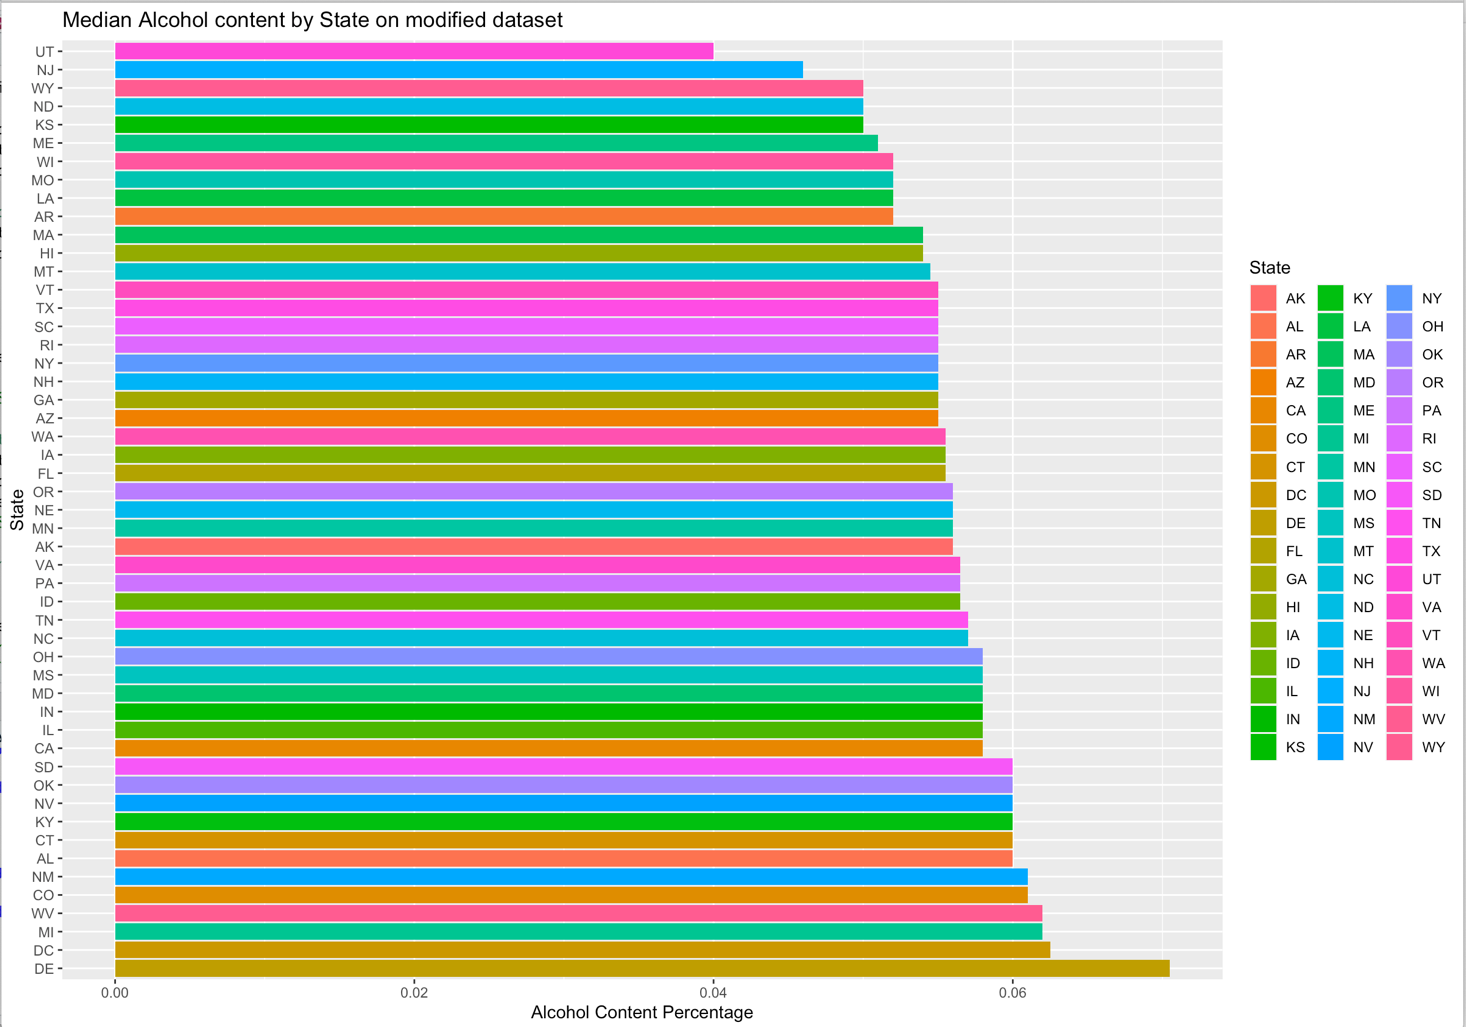 Median Alcohol content by State on modified dataset
UT
NJ
WY
ND
KS
ME
WI
MO
LA
AR
MA
HI
MT
VT
TX
SC
RI
NY
NH
GA
AZ
WA
IA
FL
OR
NE
MN
AK
VA
PA
ID
TN
NC
OH
MS
MD
IN
IL
CA
SD
OK
NV
KY
CT
AL
NM
CO
WV
MI
DC
DE
State
0.00 0.02 0.04 0.06
Alcohol Content Percentage
State
AK KY NY
AL LA OH
AR MA OK
AZ MD OR
CA ME PA
CO MI RI
CT MN SC
DC MO SD
DE MS TN
FL MT TX
GA NC UT
HI ND VA
IA NE VT
ID NH WA
IL NJ WI
IN NM WV
KS NV WY